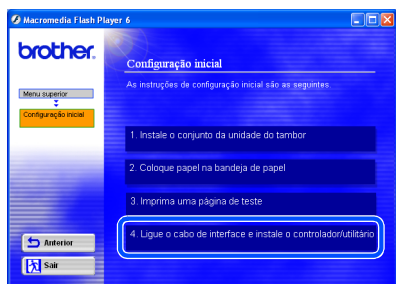 Macromedia Flash Player 6
brother.
Configuração inicial
As instruções de configuração inicial são as seguintes.
Menu superior
Configuração inicial
1. Instale o conjunto da unidade do tambor
2. Coloque papel na bandeja de papel
3. Imprima uma página de teste
4. Ligue o cabo de interface e instale o controlador/utilitário
Anterior
Sair